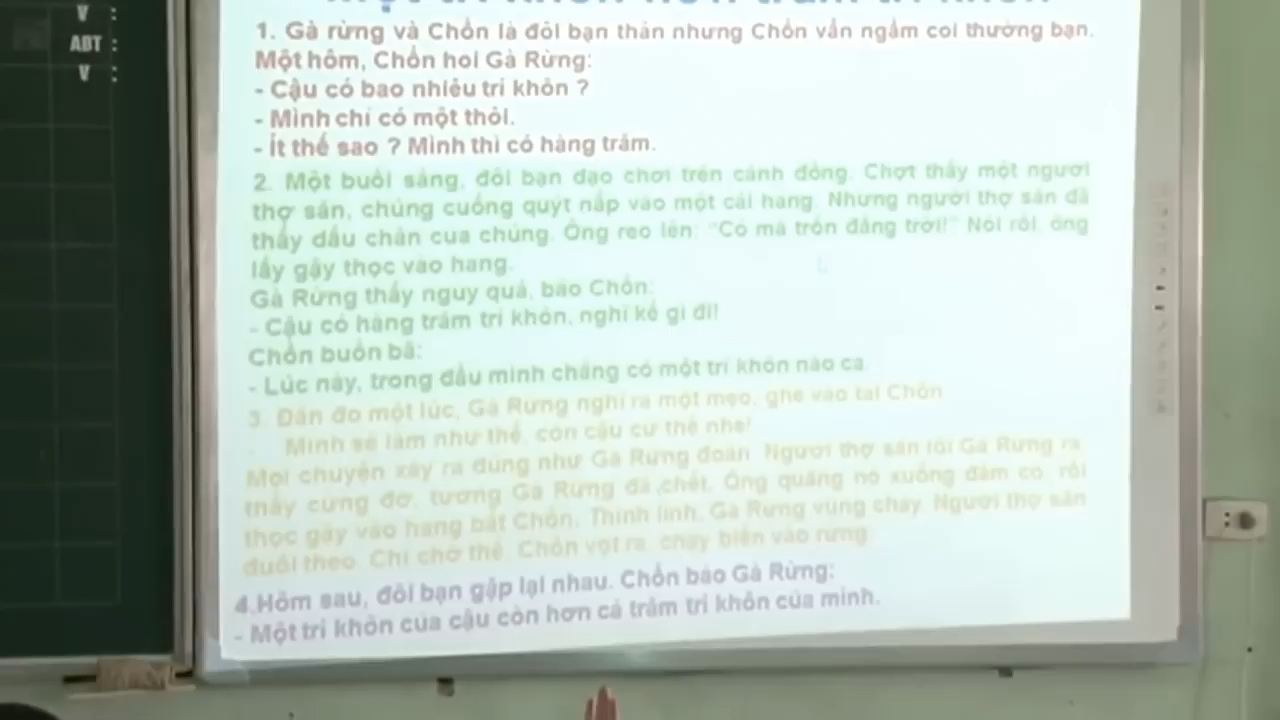 V :
ABT :
V :
Một trí khôn hơn trăm trí khôn
1. Gà rừng và Chồn là đôi bạn thân nhưng Chồn vẫn ngầm coi thường bạn.
Một hôm, Chồn hỏi Gà Rừng:
- Cậu có bao nhiêu trí khôn ?
- Mình chỉ có một thôi.
- Ít thế sao ? Mình thì có hàng trăm.
2. Một buổi sáng, đôi bạn dạo chơi trên cánh đồng. Chợt thấy một người
thợ săn, chúng cuống quýt nấp vào một cái hang. Nhưng người thợ săn đã
thấy dấu chân của chúng. Ông reo lên: "Có mà trốn đằng trời!" Nói rồi, ông
lấy gậy thọc vào hang.
Gà Rừng thấy nguy quá, bảo Chồn:
- Cậu có hàng trăm trí khôn, nghĩ kế gì đi!
Chồn buồn bã:
- Lúc này, trong đầu mình chẳng có một trí khôn nào cả.
3. Đắn đo một lúc, Gà Rừng nghĩ ra một mẹo, ghé vào tai Chồn
Mình sẽ làm như thế, còn cậu cứ thế nhé!
Mọi chuyện xảy ra đúng như Gà Rừng đoán. Người thợ săn lôi Gà Rừng ra,
thấy cứng đờ, tưởng Gà Rừng đã chết. Ông quẳng nó xuống đám cỏ, rồi
thọc gậy vào hang bắt Chồn. Thình lình, Gà Rừng vùng chạy. Người thợ săn
đuổi theo. Chỉ chờ thế, Chồn vọt ra, chạy biến vào rừng.
4.Hôm sau, đôi bạn gặp lại nhau. Chồn bảo Gà Rừng:
- Một trí khôn của cậu còn hơn cả trăm trí khôn của mình.